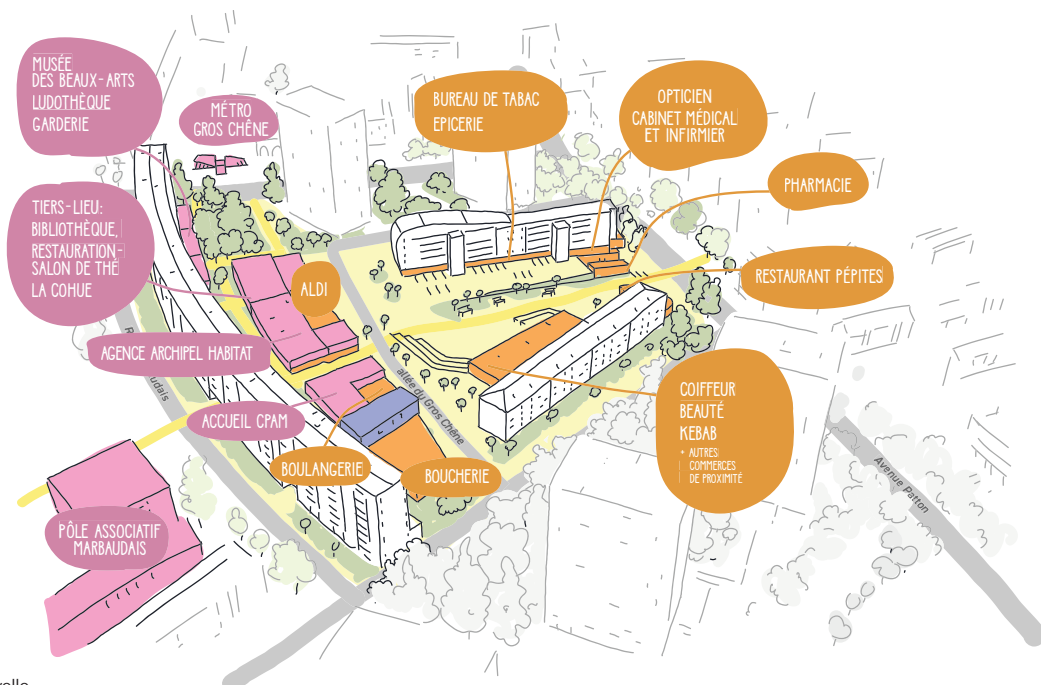 MUSÉE
DES BEAUX-ARTS
LUDOTHÈQUE
GARDERIE
MÉTRO
GROS CHÊNE
BUREAU DE TABAC
EPICERIE
OPTICIEN
CABINET MÉDICAL
ET INFIRMIER
PHARMACIE
TIERS-LIEU:
BIBLIOTHÈQUE,
RESTAURATION-
SALON DE THÉ
LA COHUE
ALDI
RESTAURANT PÉPITES
AGENCE ARCHIPEL HABITAT
allée du Gros Chêne
COIFFEUR
BEAUTÉ
KEBAB
+ AUTRES
COMMERCES
DE PROXIMITÉ
ACCUEIL CPAM
BOULANGERIE
BOUCHERIE
Avenue Patton
PÔLE ASSOCIATIF
MARBAUDAIS